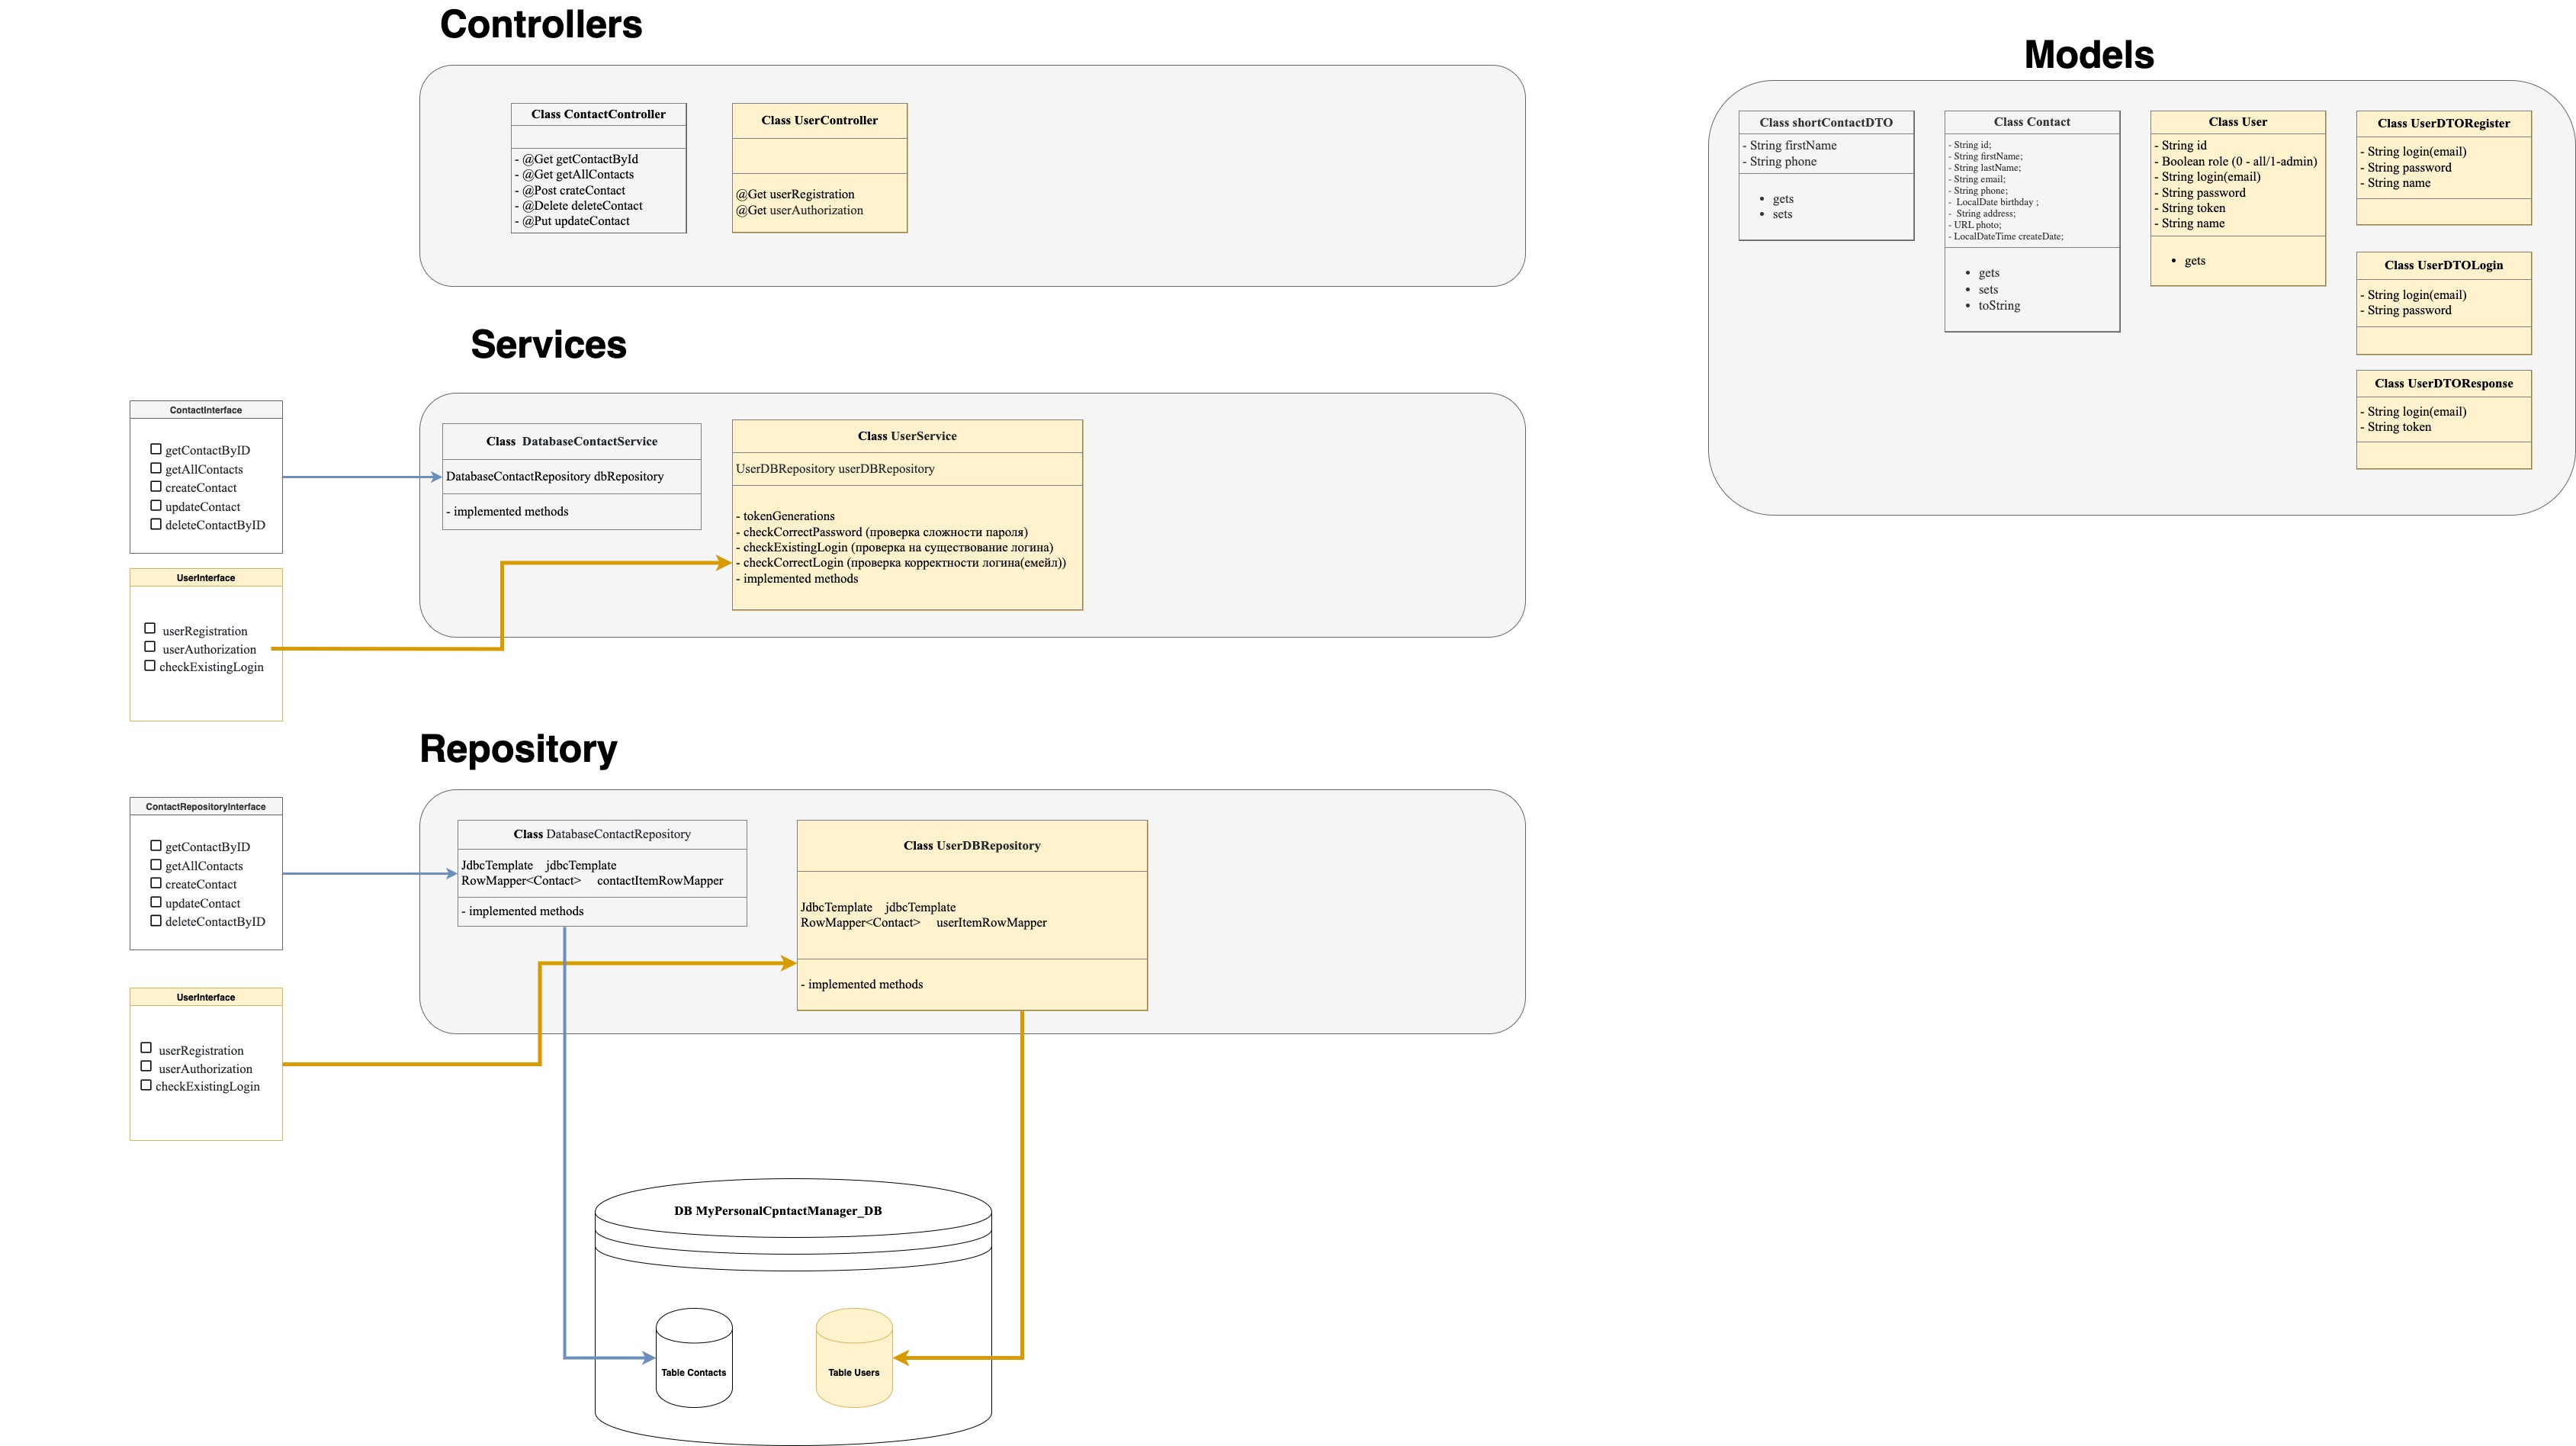 Controllers
Class ContactController
- @Get getContactById
- @Get getAllContacts
- @Post crateContact
- @Delete deleteContact
- @Put updateContact
Class UserController
@Get userRegistration
@Get userAuthorization
Models
Class shortContactDTO
- String firstName
- String phone
• gets
• sets
Class Contact
- String id;
- String firstName;
- String lastName;
- String email;
- String phone;
- LocalDate birthday ;
- String address;
- URL photo;
- LocalDateTime createDate;
• gets
• sets
• toString
Class User
- String id
- Boolean role (0 - all/1-admin)
- String login(email)
- String password
- String token
- String name
• gets
Class UserDTORegister
- String login(email)
- String password
- String name
Class UserDTOLogin
- String login(email)
- String password
Class UserDTOResponse
- String login(email)
- String token
Services
ContactInterface
getContactByID
getAllContacts
createContact
updateContact
deleteContactByID
UserInterface
userRegistration
userAuthorization
checkExistingLogin
Class DatabaseContactService
DatabaseContactRepository dbRepository
- implemented methods
Class UserService
UserDBRepository userDBRepository
- tokenGenerations
- checkCorrectPassword (проверка сложности пароля)
- checkExistingLogin (проверка на существование логина)
- checkCorrectLogin (проверка корректности логина(емейл))
- implemented methods
Repository
ContactRepositoryInterface
getContactByID
getAllContacts
createContact
updateContact
deleteContactByID
UserInterface
userRegistration
userAuthorization
checkExistingLogin
Class DatabaseContactRepository
JdbcTemplate jdbcTemplate
RowMapper<Contact> contactItemRowMapper
- implemented methods
Class UserDBRepository
JdbcTemplate jdbcTemplate
RowMapper<Contact> userItemRowMapper
- implemented methods
DB MyPersonalCpntactManager_DB
Table Contacts
Table Users